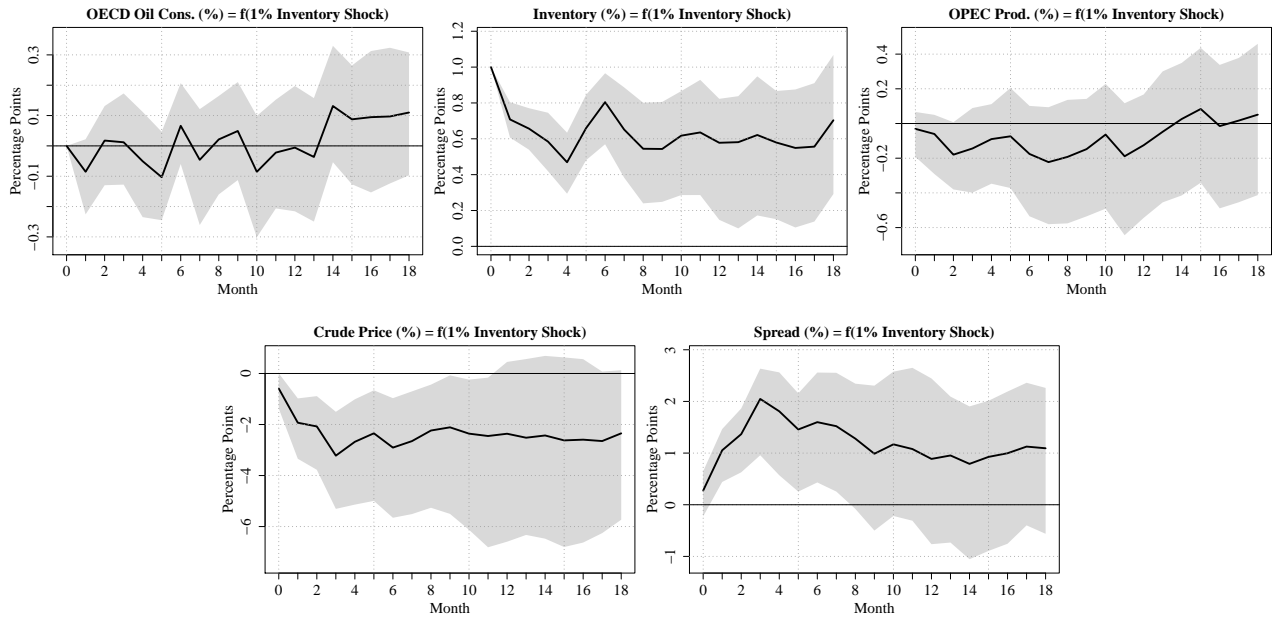 OECD Oil Cons. (%) = f(1% Inventory Shock)
Percentage Points
0.3
0.1
−0.1
−0.3
0 2 4 6 8 10 12 14 16 18
Month
Inventory (%) = f(1% Inventory Shock)
Percentage Points
1.2
1.0
0.8
0.6
0.4
0.2
0.0
0 2 4 6 8 10 12 14 16 18
Month
OPEC Prod. (%) = f(1% Inventory Shock)
Percentage Points
0.4
0.2
−0.2
−0.6
0 2 4 6 8 10 12 14 16 18
Month
Crude Price (%) = f(1% Inventory Shock)
Percentage Points
0
−2
−4
−6
0 2 4 6 8 10 12 14 16 18
Month
Spread (%) = f(1% Inventory Shock)
Percentage Points
3
2
1
0
−1
0 2 4 6 8 10 12 14 16 18
Month